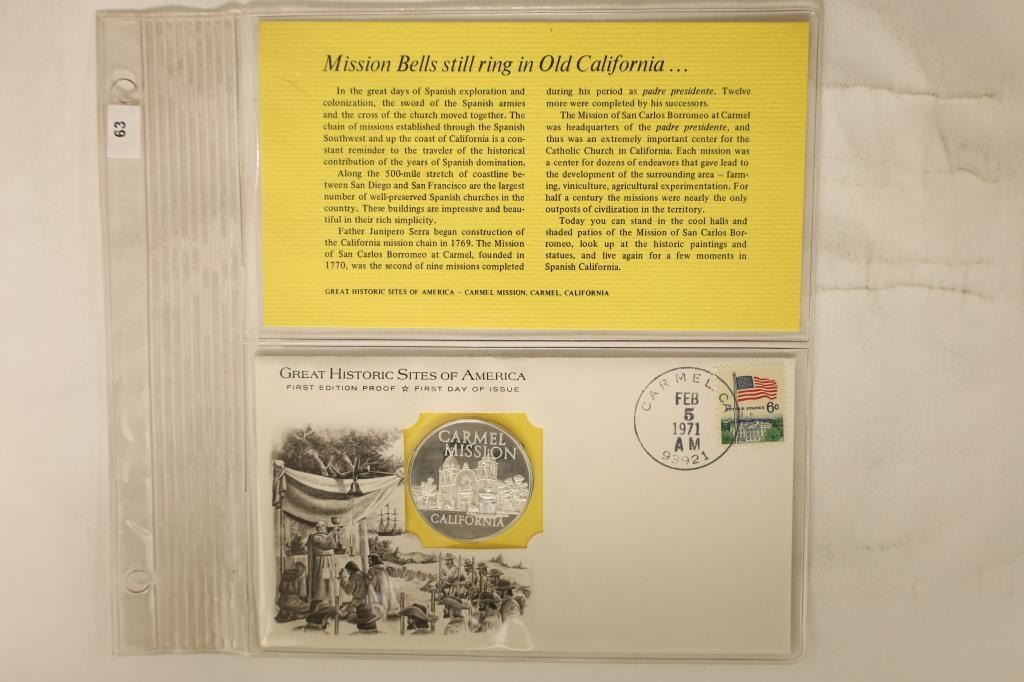 63
Mission Bells still ring in Old California ...
In the great days of Spanish exploration and
colonization, the sword of the Spanish armies
and the cross of the church moved together. The
chain of missions established through the Spanish
Southwest and up the coast of California is a con-
stant reminder to the traveler of the historical
contribution of the years of Spanish domination.
Along the 500-mile stretch of coastline be-
tween San Diego and San Francisco are the largest
number of well-preserved Spanish churches in the
country. These buildings are impressive and beau-
tiful in their rich simplicity.
Father Junipero Serra began construction of
the California mission chain in 1769. The Mission
of San Carlos Borromeo at Carmel, founded in
1770, was the second of nine missions completed
during his period as padre presidente. Twelve
more were completed by his successors.
The Mission of San Carlos Borromeo at Carmel
was headquarters of the padre presidente, and
thus was an extremely important center for the
Catholic Church in California. Each mission was
a center for dozens of endeavors that gave lead to
the development of the surrounding area – farm-
ing, viniculture, agricultural experimentation. For
half a century the missions were nearly the only
outposts of civilization in the territory.
Today you can stand in the cool halls and
shaded patios of the Mission of San Carlos Bor-
romeo, look up at the historic paintings and
statues, and live again for a few moments in
Spanish California.
GREAT HISTORIC SITES OF AMERICA – CARMEL MISSION, CARMEL, CALIFORNIA
GREAT HISTORIC SITES OF AMERICA
FIRST EDITION PROOF ☆ FIRST DAY OF ISSUE
CARMEL
MISSION
CALIFORNIA
CARMEL, CA
FEB
5
1971
AM
93921
UNITED STATES 6c